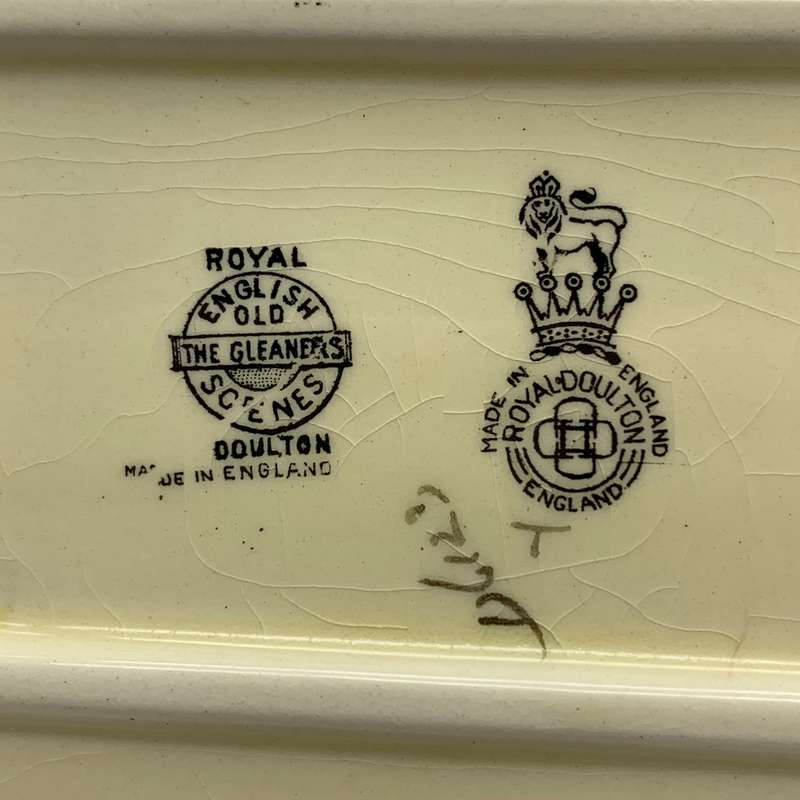 ROYAL
ENGLISH
OLD
THE GLEANERS
SCENES
DOULTON
MADE IN ENGLAND
MADE IN ENGLAND
ROYAL·DOULTON
ENGLAND